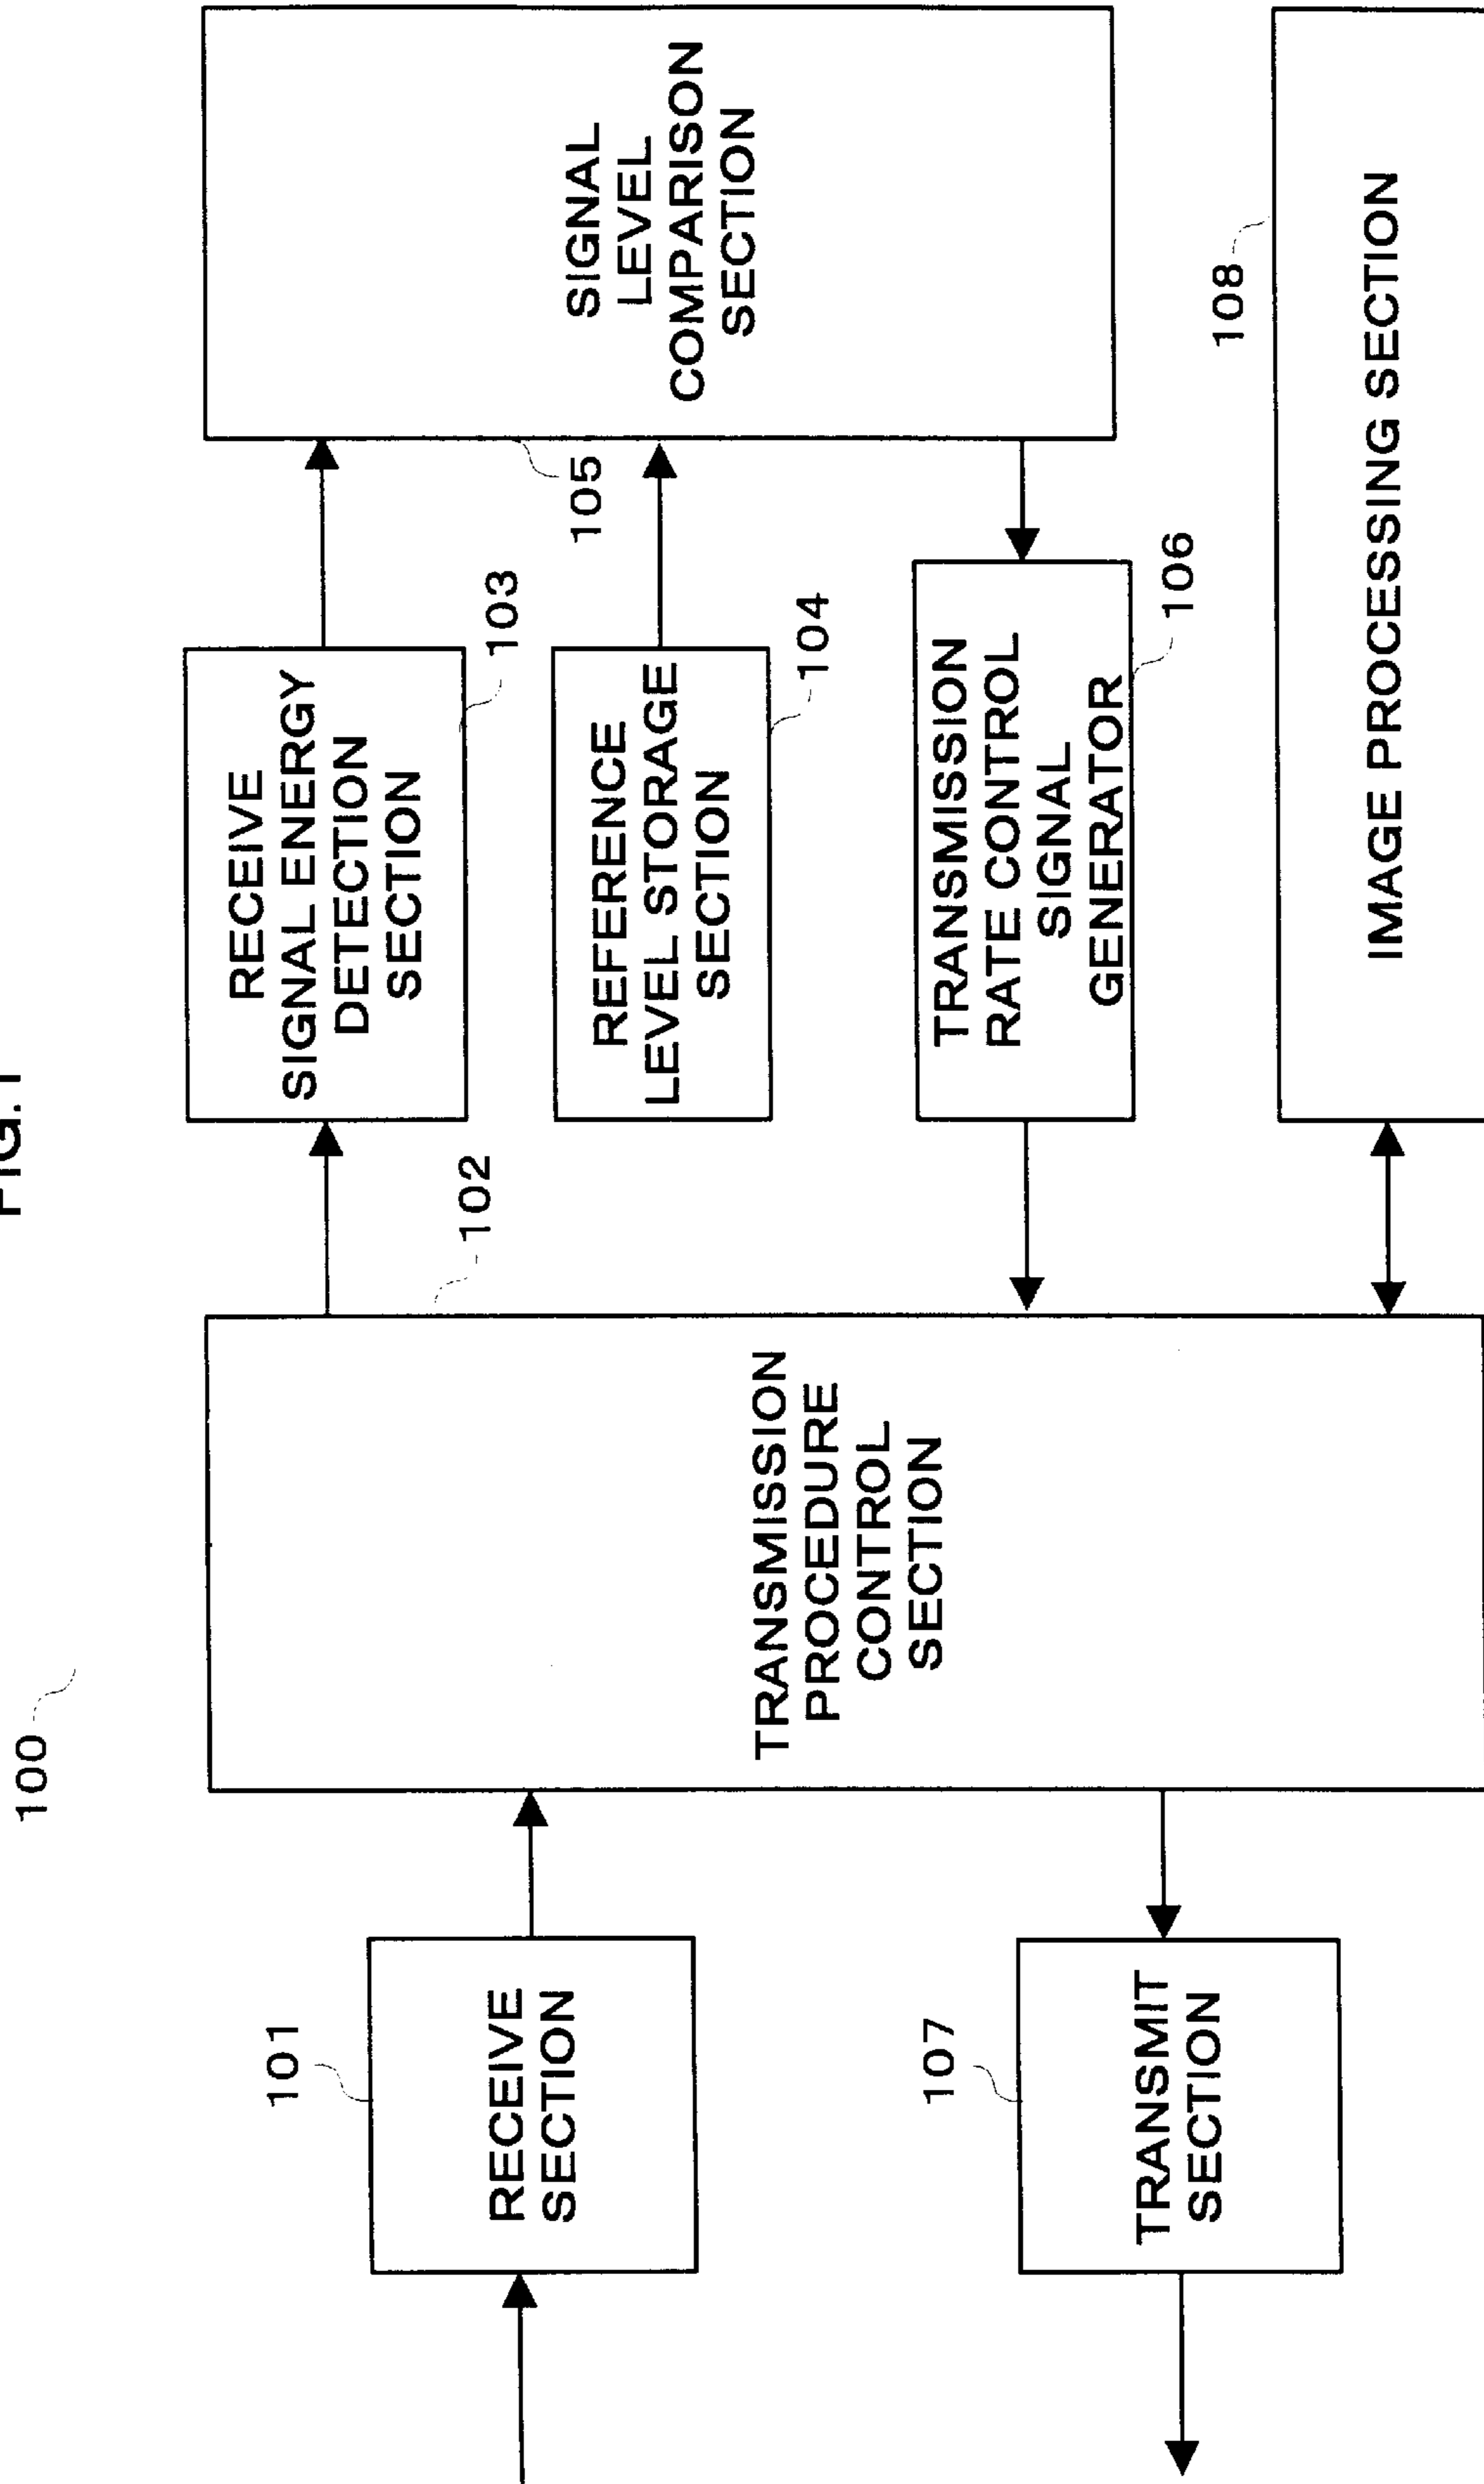 FIG.1
100
101
RECEIVE
SECTION
102
TRANSMISSION
PROCEDURE
CONTROL
SECTION
103
RECEIVE
SIGNAL ENERGY
DETECTION
SECTION
104
REFERENCE
LEVEL STORAGE
SECTION
105
SIGNAL
LEVEL
COMPARISON
SECTION
106
TRANSMISSION
RATE CONTROL
SIGNAL
GENERATOR
107
TRANSMIT
SECTION
108
IMAGE PROCESSING SECTION